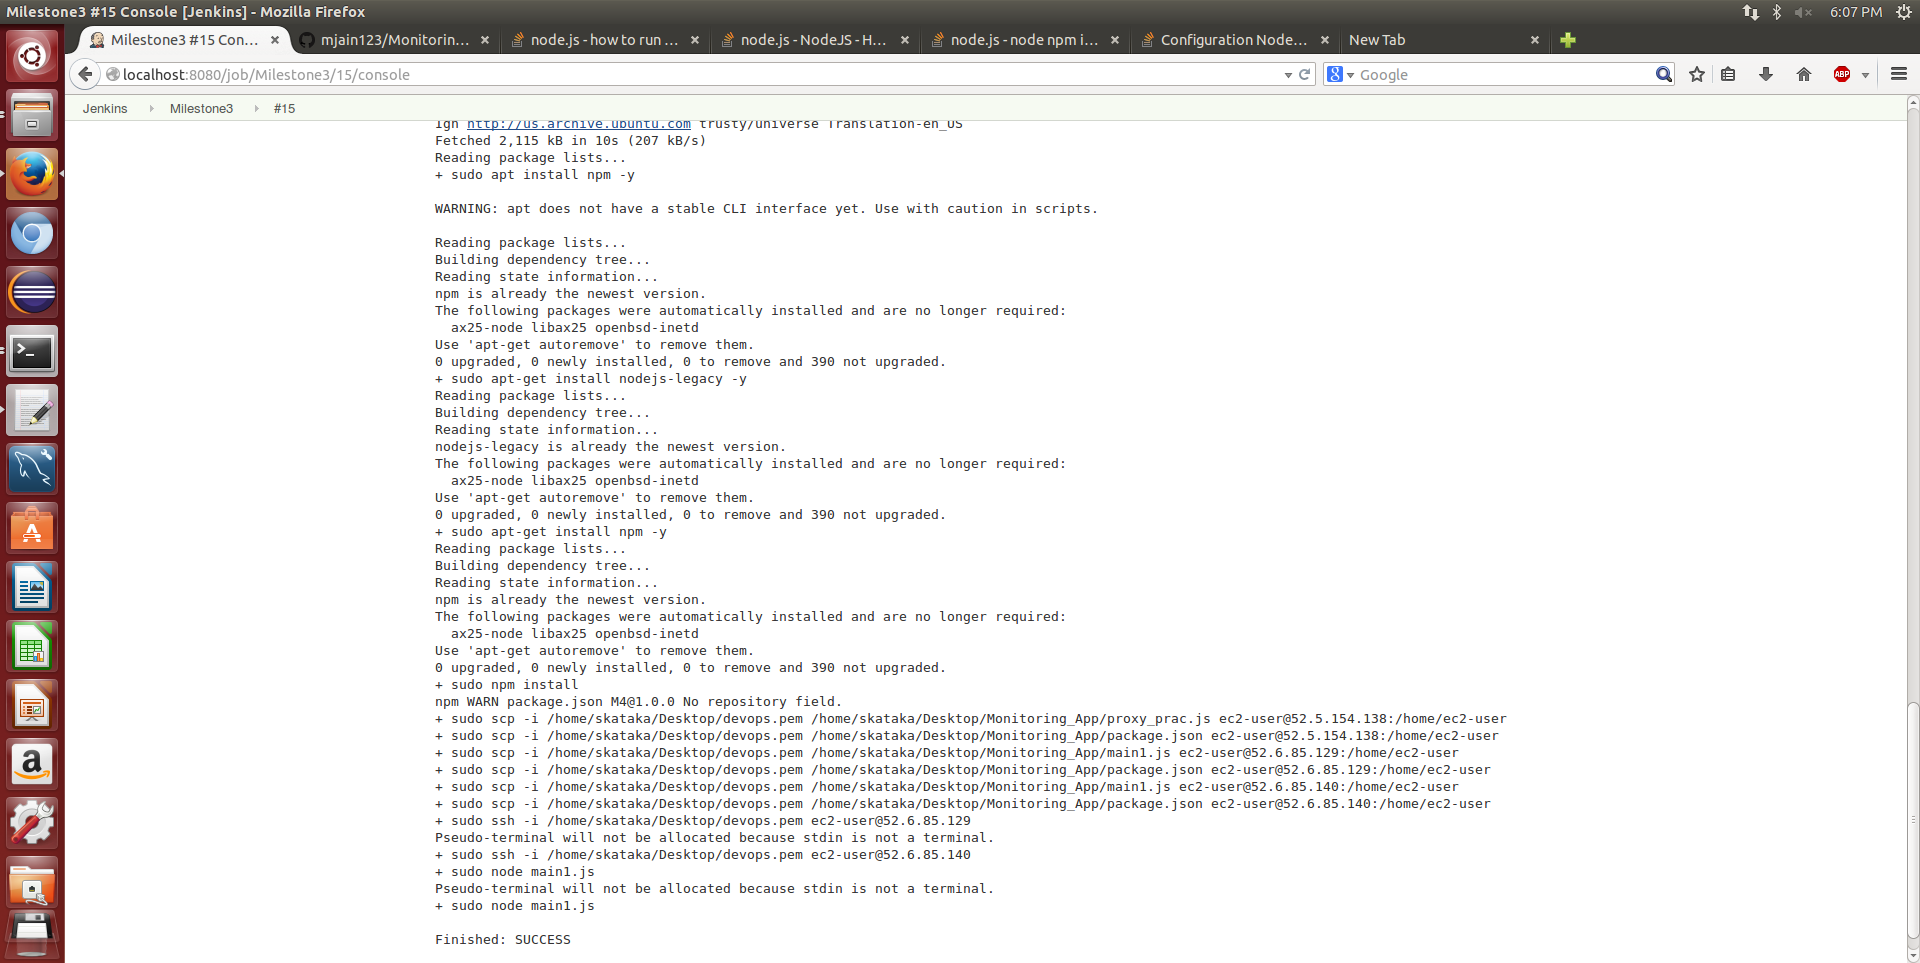 Milestone3 #15 Console [Jenkins] - Mozilla Firefox
6:07 PM
Milestone3 #15 Con...
mjain123/Monitorin...
node.js - how to run ...
node.js - NodeJS - H...
node.js - node npm i...
Configuration Node...
New Tab
localhost:8080/job/Milestone3/15/console
Google
ABP
Jenkins
Milestone3
#15
Ign http://us.archive.ubuntu.com trusty/universe Translation-en_US
Fetched 2,115 kB in 10s (207 kB/s)
Reading package lists...
+ sudo apt install npm -y
WARNING: apt does not have a stable CLI interface yet. Use with caution in scripts.
Reading package lists...
Building dependency tree...
Reading state information...
npm is already the newest version.
The following packages were automatically installed and are no longer required:
ax25-node libax25 openbsd-inetd
Use 'apt-get autoremove' to remove them.
0 upgraded, 0 newly installed, 0 to remove and 390 not upgraded.
+ sudo apt-get install nodejs-legacy -y
Reading package lists...
Building dependency tree...
Reading state information...
nodejs-legacy is already the newest version.
The following packages were automatically installed and are no longer required:
ax25-node libax25 openbsd-inetd
Use 'apt-get autoremove' to remove them.
0 upgraded, 0 newly installed, 0 to remove and 390 not upgraded.
+ sudo apt-get install npm -y
Reading package lists...
Building dependency tree...
Reading state information...
npm is already the newest version.
The following packages were automatically installed and are no longer required:
ax25-node libax25 openbsd-inetd
Use 'apt-get autoremove' to remove them.
0 upgraded, 0 newly installed, 0 to remove and 390 not upgraded.
+ sudo npm install
npm WARN package.json M4@1.0.0 No repository field.
+ sudo scp -i /home/skataka/Desktop/devops.pem /home/skataka/Desktop/Monitoring_App/proxy_prac.js ec2-user@52.5.154.138:/home/ec2-user
+ sudo scp -i /home/skataka/Desktop/devops.pem /home/skataka/Desktop/Monitoring_App/package.json ec2-user@52.5.154.138:/home/ec2-user
+ sudo scp -i /home/skataka/Desktop/devops.pem /home/skataka/Desktop/Monitoring_App/main1.js ec2-user@52.6.85.129:/home/ec2-user
+ sudo scp -i /home/skataka/Desktop/devops.pem /home/skataka/Desktop/Monitoring_App/package.json ec2-user@52.6.85.129:/home/ec2-user
+ sudo scp -i /home/skataka/Desktop/devops.pem /home/skataka/Desktop/Monitoring_App/main1.js ec2-user@52.6.85.140:/home/ec2-user
+ sudo scp -i /home/skataka/Desktop/devops.pem /home/skataka/Desktop/Monitoring_App/package.json ec2-user@52.6.85.140:/home/ec2-user
+ sudo ssh -i /home/skataka/Desktop/devops.pem ec2-user@52.6.85.129
Pseudo-terminal will not be allocated because stdin is not a terminal.
+ sudo ssh -i /home/skataka/Desktop/devops.pem ec2-user@52.6.85.140
+ sudo node main1.js
Pseudo-terminal will not be allocated because stdin is not a terminal.
+ sudo node main1.js
Finished: SUCCESS